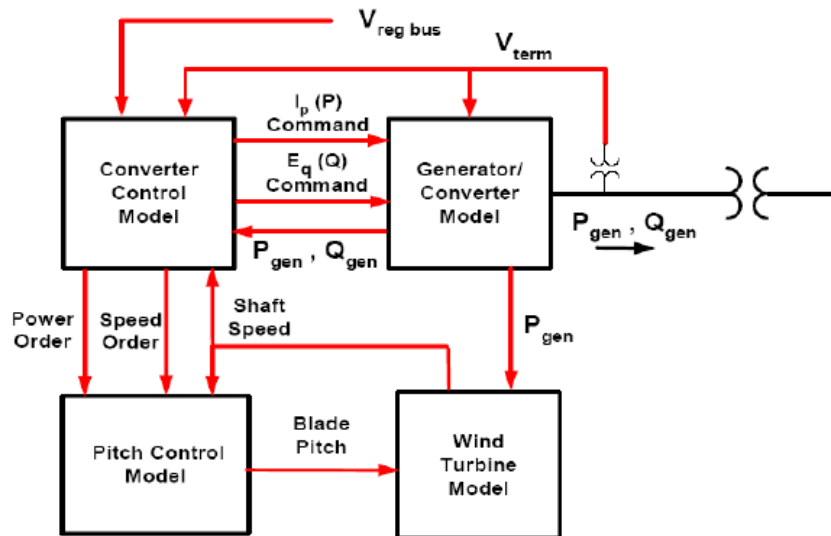 V reg bus
V term
I p (P)
Command
E q (Q)
Command
P gen , Q gen
Converter
Control
Model
Generator/
Converter
Model
P gen , Q gen
Power
Order
Speed
Order
Shaft
Speed
P gen
Pitch Control
Model
Blade
Pitch
Wind
Turbine
Model